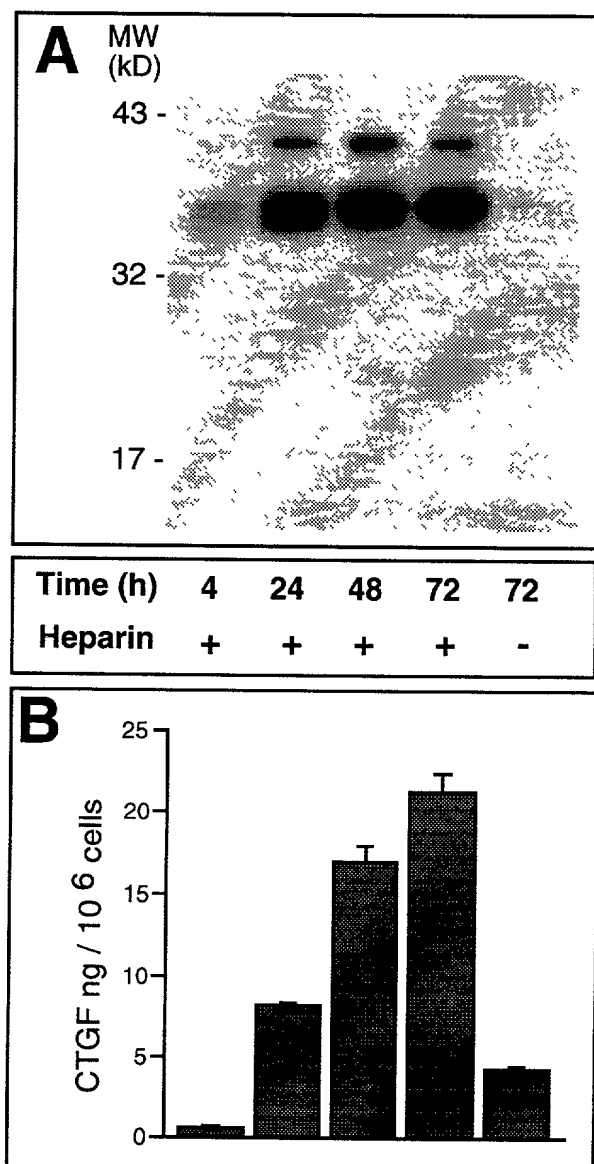 A MW
(kD)
43 -
32 -
17 -
Time (h) 4 24 48 72 72
Heparin + + + + -
B
25
20
15
10
5
0
CTGF ng / 10 6 cells